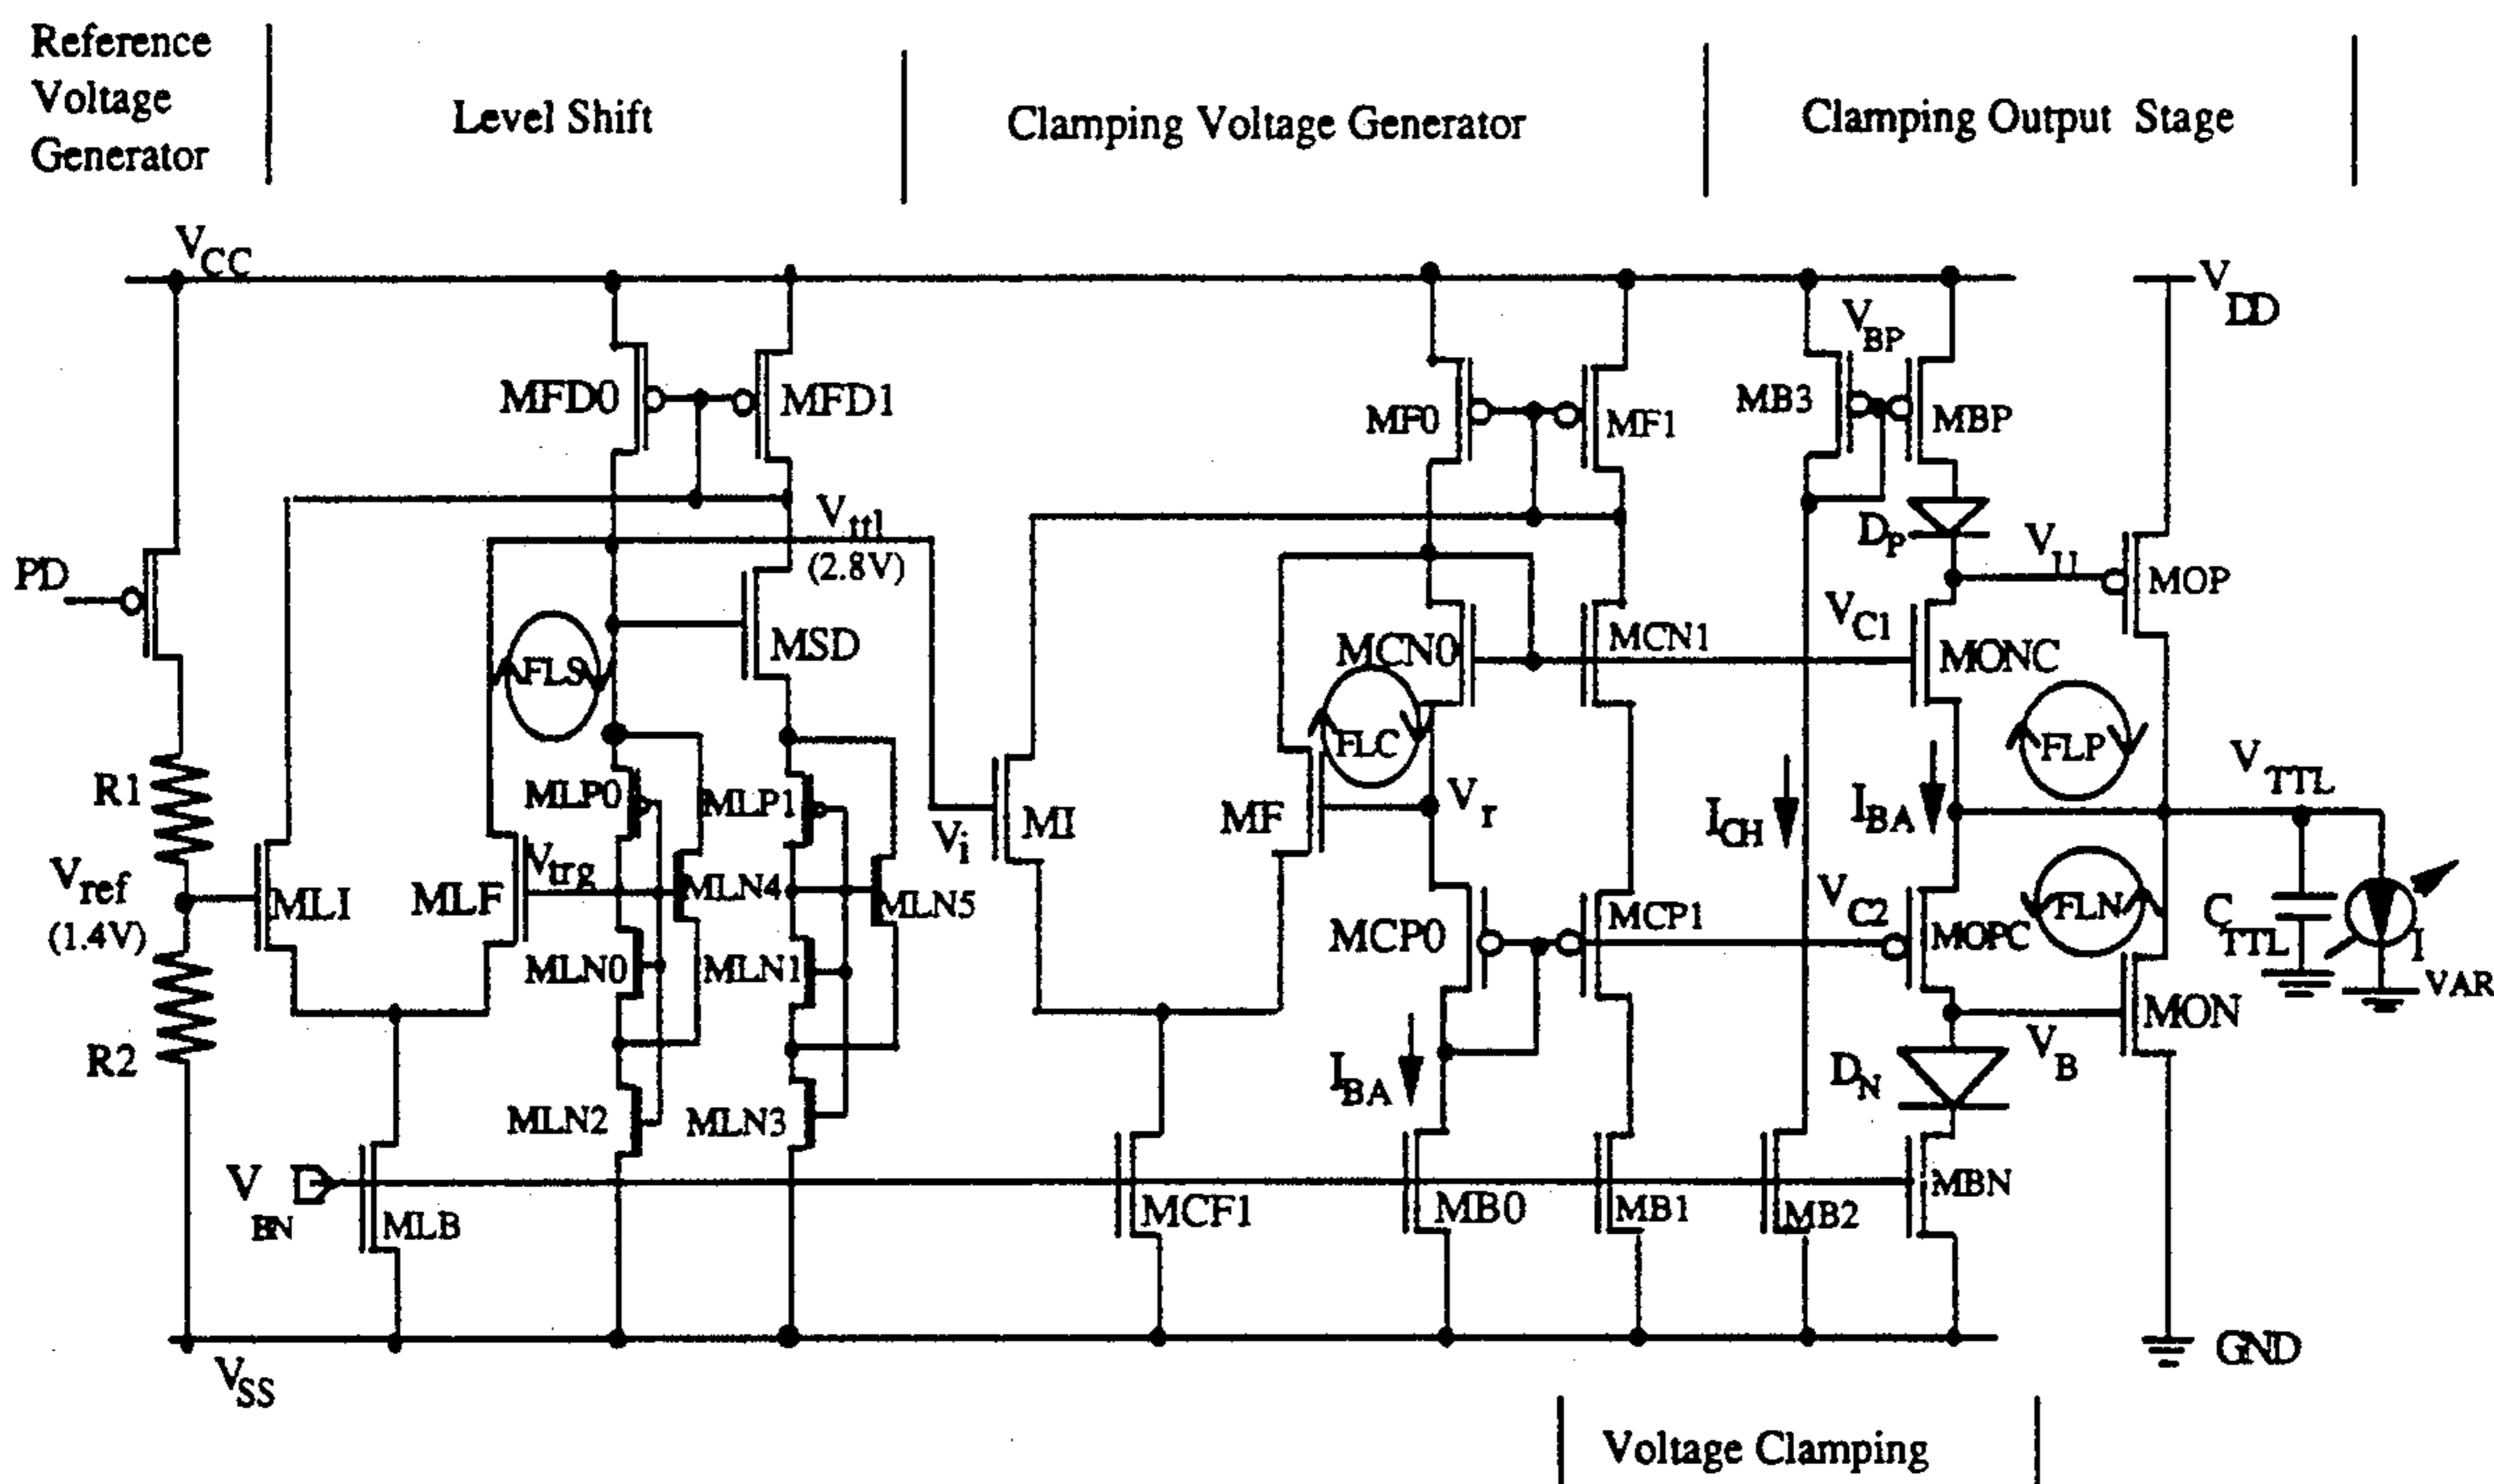 Reference
Voltage
Generator
Level Shift
Clamping Voltage Generator
Clamping Output Stage
VCC
VDD
VBP
MFD0
MFD1
MF0
MF1
MB3
MBP
Vttl
(2.8V)
DP
VU
MOP
PD
FLS
MSD
MCN0
MCN1
VC1
MONC
FLC
FLP
R1
MLP0
MLP1
Vi
MI
MF
Vr
ICH
IBA
VTTL
Vref
(1.4V)
MLI
MLF
Vtrg
MLN4
MLN5
MCP0
MCP1
VC2
MOPC
FLN
CTTL
IVAR
MLN0
MLN1
R2
IBA
DN
VB
MON
MLN2
MLN3
VBN
MLB
MCF1
MB0
MB1
MB2
MBN
VSS
GND
Voltage Clamping